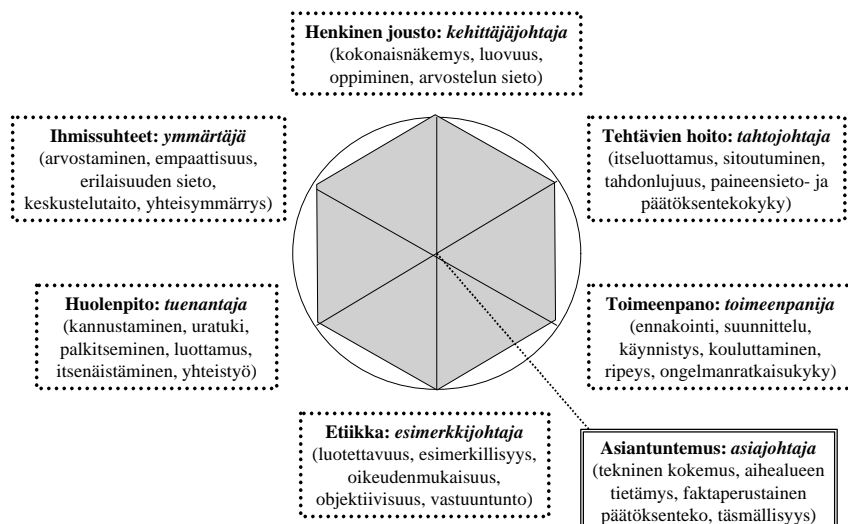 Henkinen jousto: kehittäjäjohtaja
(kokonaisnäkemys, luovuus,
oppiminen, arvostelun sieto)
Ihmissuhteet: ymmärtäjä
(arvostaminen, empaattisuus,
erilaisuuden sieto,
keskustelutaito, yhteisymmärrys)
Tehtävien hoito: tahtojohtaja
(itseluottamus, sitoutuminen,
tahdonlujuus, paineensieto- ja
päätöksentekokyky)
Huolenpito: tuenantaja
(kannustaminen, uratuki,
palkitseminen, luottamus,
itsenäistäminen, yhteistyö)
Toimeenpano: toimeenpanija
(ennakointi, suunnittelu,
käynnistys, kouluttaminen,
ripeys, ongelmanratkaisukyky)
Etiikka: esimerkkijohtaja
(luotettavuus, esimerkillisyys,
oikeudenmukaisuus,
objektiivisuus, vastuuntunto)
Asiantuntemus: asiajohtaja
(tekninen kokemus, aihealueen
tietämys, faktaperustainen
päätöksenteko, täsmällisyys)